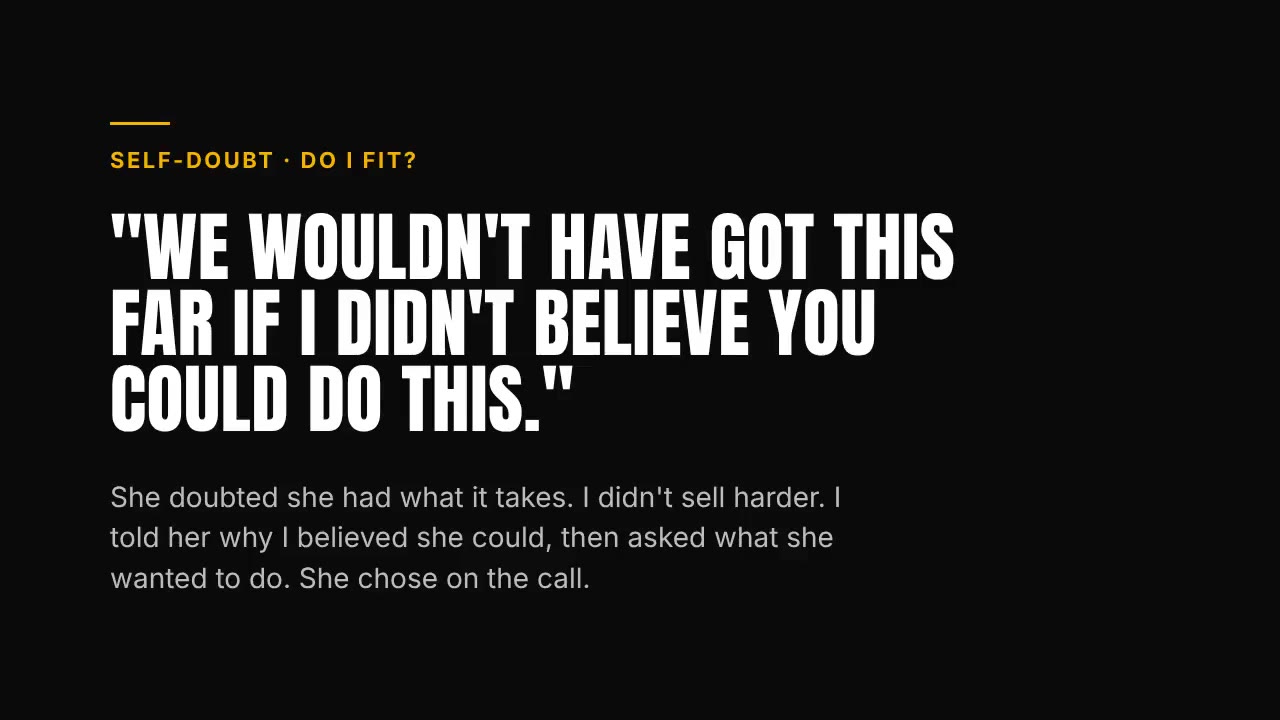 SELF-DOUBT · DO I FIT?
"WE WOULDN'T HAVE GOT THIS
FAR IF I DIDN'T BELIEVE YOU
COULD DO THIS."
She doubted she had what it takes. I didn't sell harder. I
told her why I believed she could, then asked what she
wanted to do. She chose on the call.